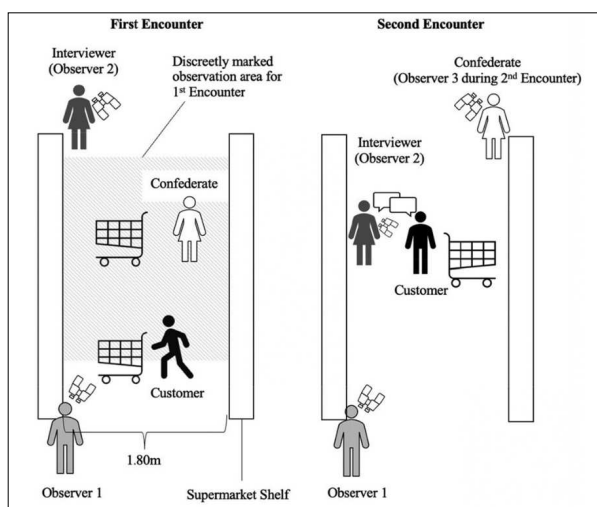 First Encounter
Interviewer
(Observer 2)
Discreetly marked
observation area for
1st Encounter
Confederate
Customer
1.80m
Observer 1
Supermarket Shelf
Second Encounter
Confederate
(Observer 3 during 2nd Encounter)
Interviewer
(Observer 2)
Customer
Observer 1